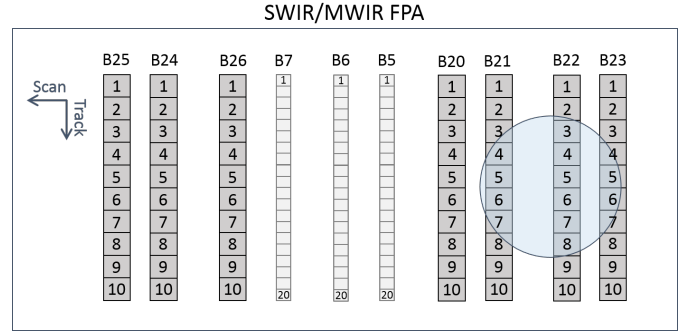 SWIR/MWIR FPA
B25 B24 B26 B7 B6 B5 B20 B21 B22 B23
Scan
Track
1 1 1 1 1 1 1 1 1 1
2 2 2 2 2 2 2
3 3 3 3 3 3 3
4 4 4 4 4 4 4
5 5 5 5 5 5 5
6 6 6 6 6 6 6
7 7 7 7 7 7 7
8 8 8 8 8 8 8
9 9 9 9 9 9 9
10 10 10 20 20 20 10 10 10 10